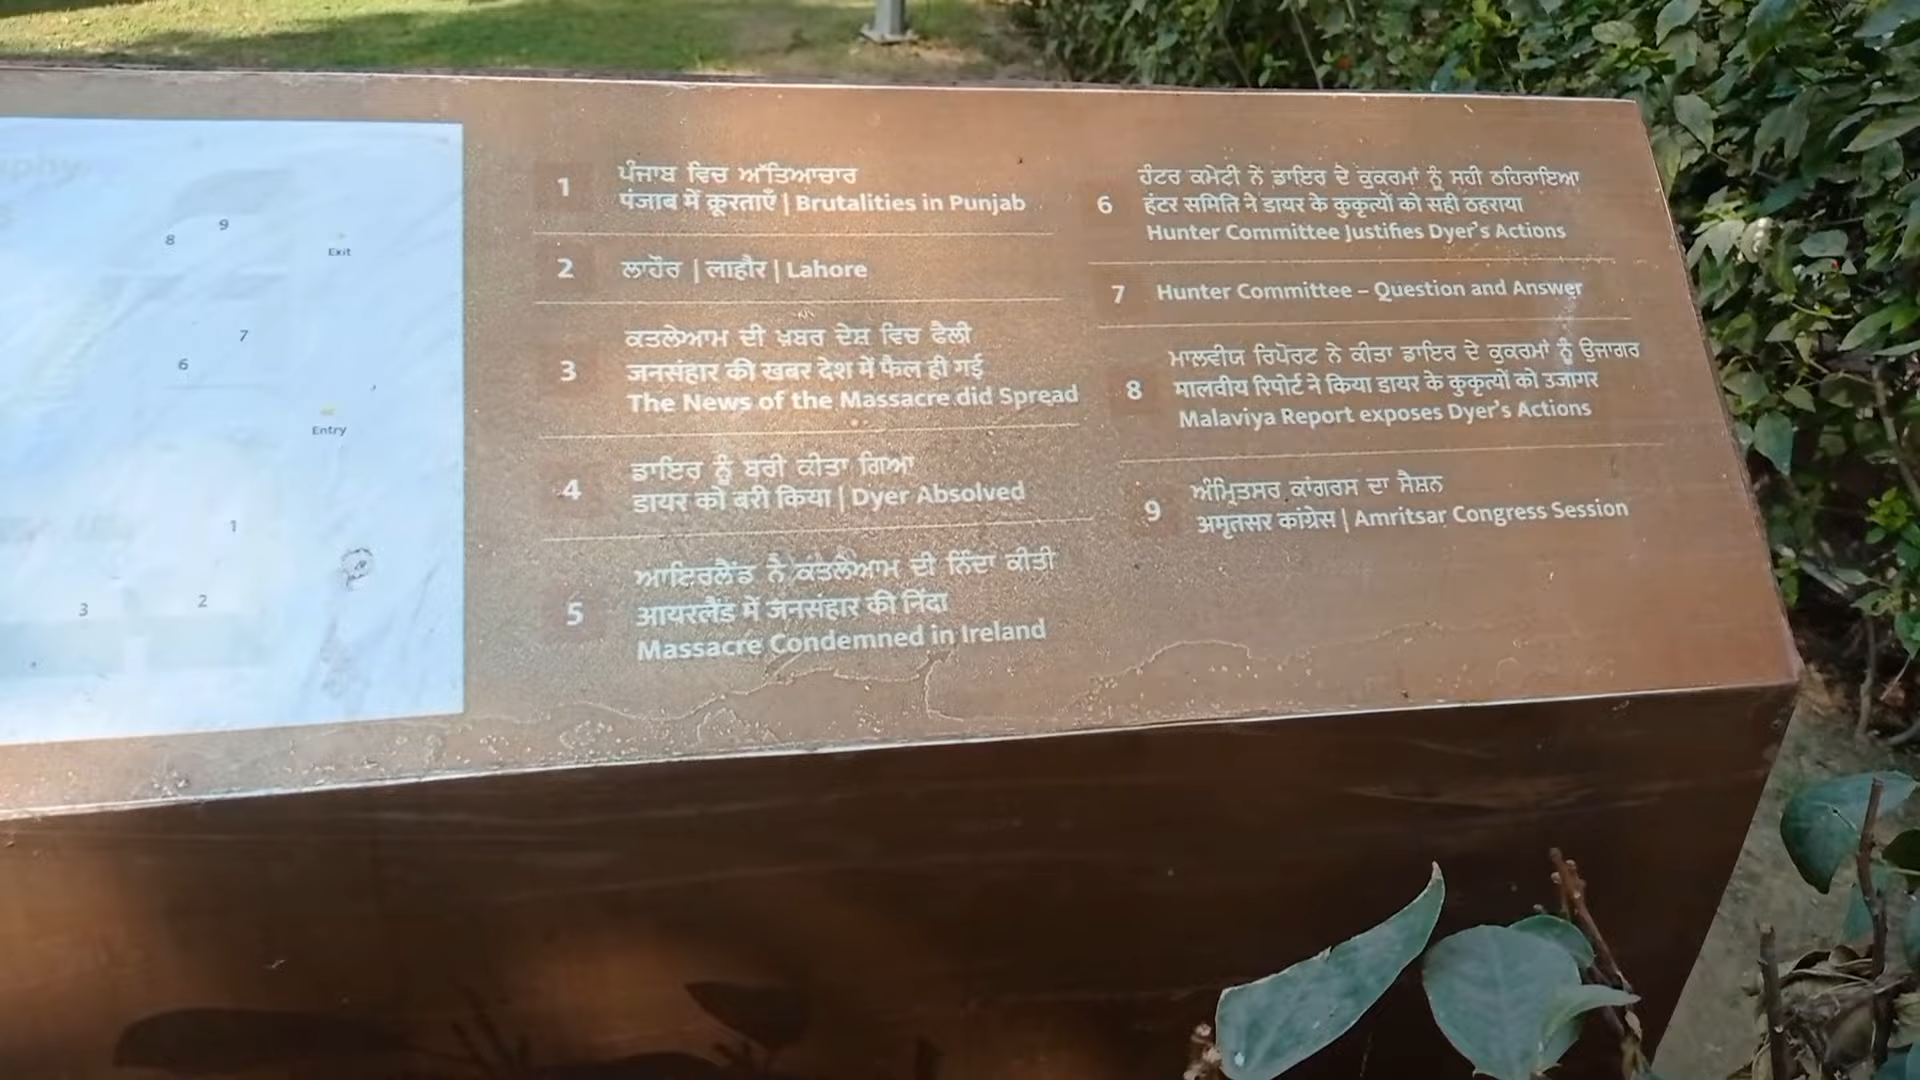 8
9
Exit
7
6
Entry
1
2
3
1
ਪੰਜਾਬ ਵਿਚ ਅੱਤਿਆਚਾਰ
पंजाब में क्रूरताएँ | Brutalities in Punjab
2
ਲਾਹੌਰ | लाहौर | Lahore
3
ਕਤਲੇਆਮ ਦੀ ਖ਼ਬਰ ਦੇਸ਼ ਵਿਚ ਫੈਲੀ
जनसंहार की खबर देश में फैल ही गई
The News of the Massacre did Spread
4
ਡਾਇਰ ਨੂੰ ਬਰੀ ਕੀਤਾ ਗਿਆ
डायर को बरी किया | Dyer Absolved
5
ਆਇਰਲੈਂਡ ਨੇ ਕਤਲੇਆਮ ਦੀ ਨਿੰਦਾ ਕੀਤੀ
आयरलैंड में जनसंहार की निंदा
Massacre Condemned in Ireland
6
ਹੰਟਰ ਕਮੇਟੀ ਨੇ ਡਾਇਰ ਦੇ ਕੁਕਰਮਾਂ ਨੂੰ ਸਹੀ ਠਹਿਰਾਇਆ
हंटर समिति ने डायर के कुकृत्यों को सही ठहराया
Hunter Committee Justifies Dyer's Actions
7
Hunter Committee – Question and Answer
8
ਮਾਲਵੀਯ ਰਿਪੋਰਟ ਨੇ ਕੀਤਾ ਡਾਇਰ ਦੇ ਕੁਕਰਮਾਂ ਨੂੰ ਉਜਾਗਰ
मालवीय रिपोर्ट ने किया डायर के कुकृत्यों को उजागर
Malaviya Report exposes Dyer's Actions
9
ਅੰਮ੍ਰਿਤਸਰ ਕਾਂਗਰਸ ਦਾ ਸੈਸ਼ਨ
अमृतसर कांग्रेस | Amritsar Congress Session